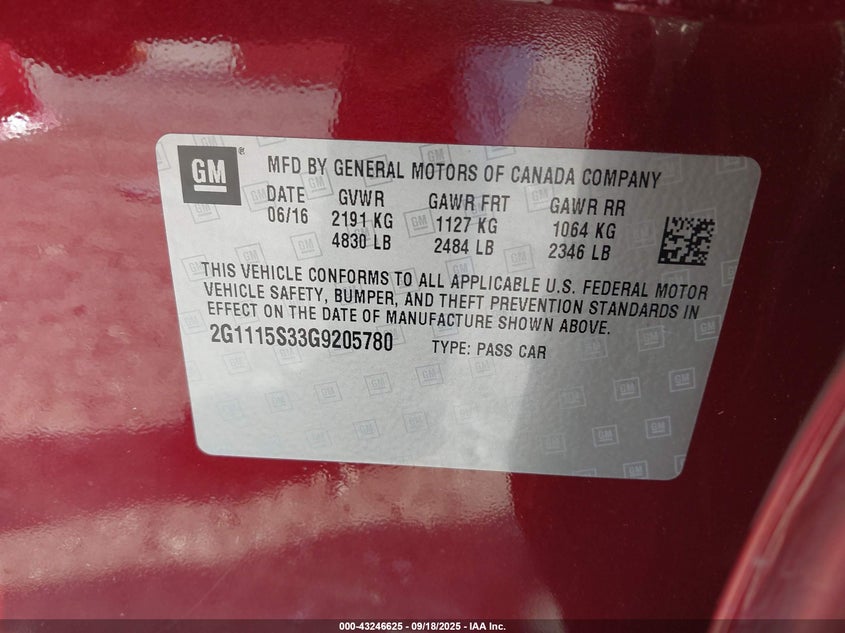 GM ®
MFD BY GENERAL MOTORS OF CANADA COMPANY
DATE GVWR GAWR FRT GAWR RR
06/16 2191 KG 1127 KG 1064 KG
4830 LB 2484 LB 2346 LB
THIS VEHICLE CONFORMS TO ALL APPLICABLE U.S. FEDERAL MOTOR
VEHICLE SAFETY, BUMPER, AND THEFT PREVENTION STANDARDS IN
EFFECT ON THE DATE OF MANUFACTURE SHOWN ABOVE.
2G1115S33G9205780 TYPE: PASS CAR
000-43246625 - 09/18/2025 - IAA Inc.